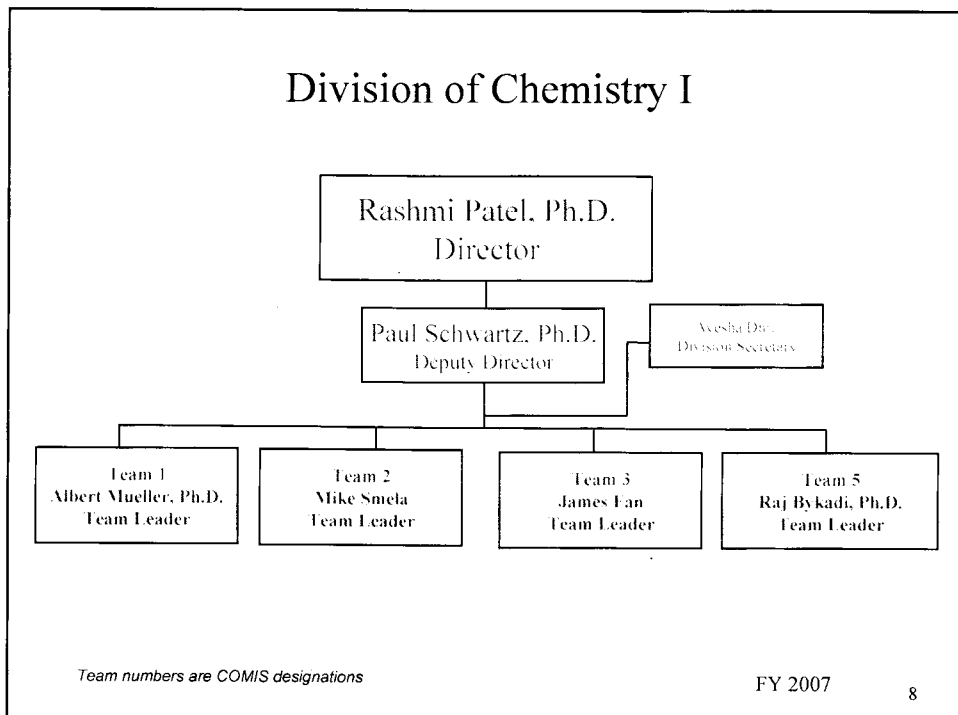 Division of Chemistry I
Rashmi Patel, Ph.D.
Director
Paul Schwartz, Ph.D.
Deputy Director
Division Secretary
Team 1
Albert Mueller, Ph.D.
Team Leader
Team 2
Mike Smela
Team Leader
Team 3
James Fan
Team Leader
Team 5
Raj Bykadi, Ph.D.
Team Leader
Team numbers are COMIS designations
FY 2007
8